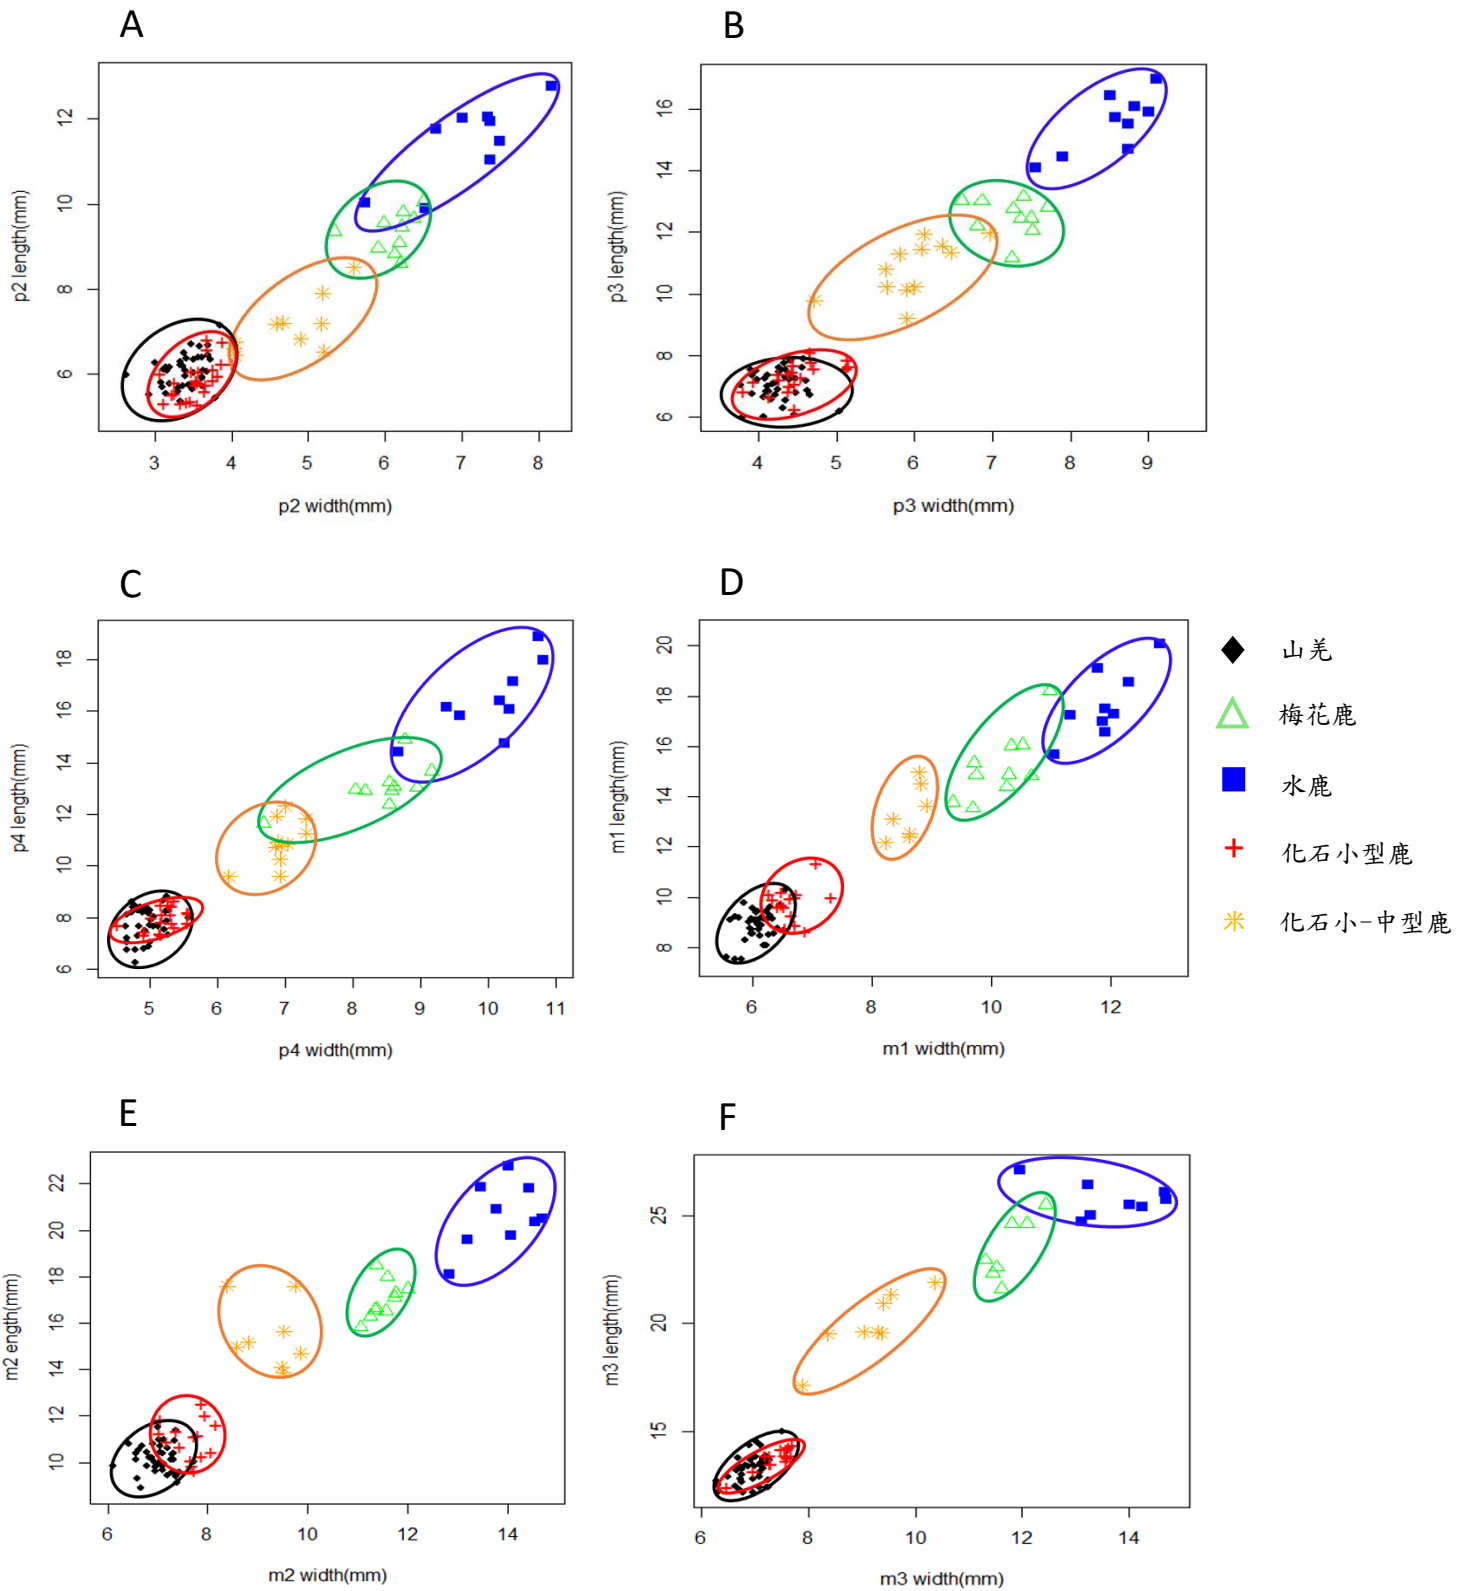 A
12
10
8
6
p2 length(mm)
3 4 5 6 7 8
p2 width(mm)
B
16
14
12
10
8
6
p3 length(mm)
4 5 6 7 8 9
p3 width(mm)
C
18
16
14
12
10
8
6
p4 length(mm)
5 6 7 8 9 10 11
p4 width(mm)
D
20
18
16
14
12
10
8
m1 length(mm)
6 8 10 12
m1 width(mm)
山羌
梅花鹿
水鹿
化石小型鹿
化石小-中型鹿
E
22
20
18
16
14
12
10
m2 ength(mm)
6 8 10 12 14
m2 width(mm)
F
25
20
15
m3 length(mm)
6 8 10 12 14
m3 width(mm)